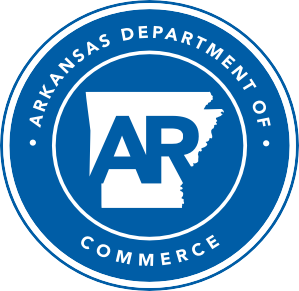 ARKANSAS DEPARTMENT OF
AR
COMMERCE